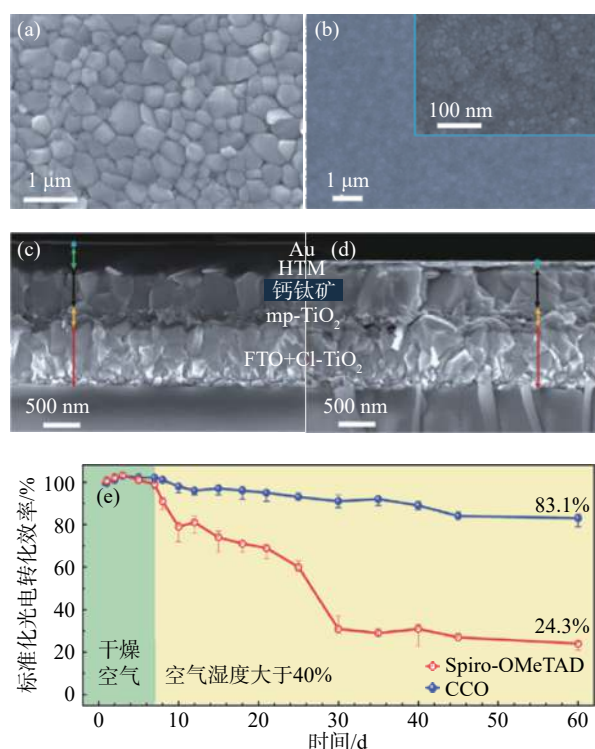 (a)
1 μm
(b)
100 nm
1 μm
(c)
Au
(d)
HTM
钙钛矿
mp-TiO₂
FTO+Cl-TiO₂
500 nm
500 nm
(e)
标准化光电转化效率/%
100
80
60
40
20
0
83.1%
24.3%
干燥
空气
空气湿度大于40%
Spiro-OMeTAD
CCO
0 10 20 30 40 50 60
时间/d